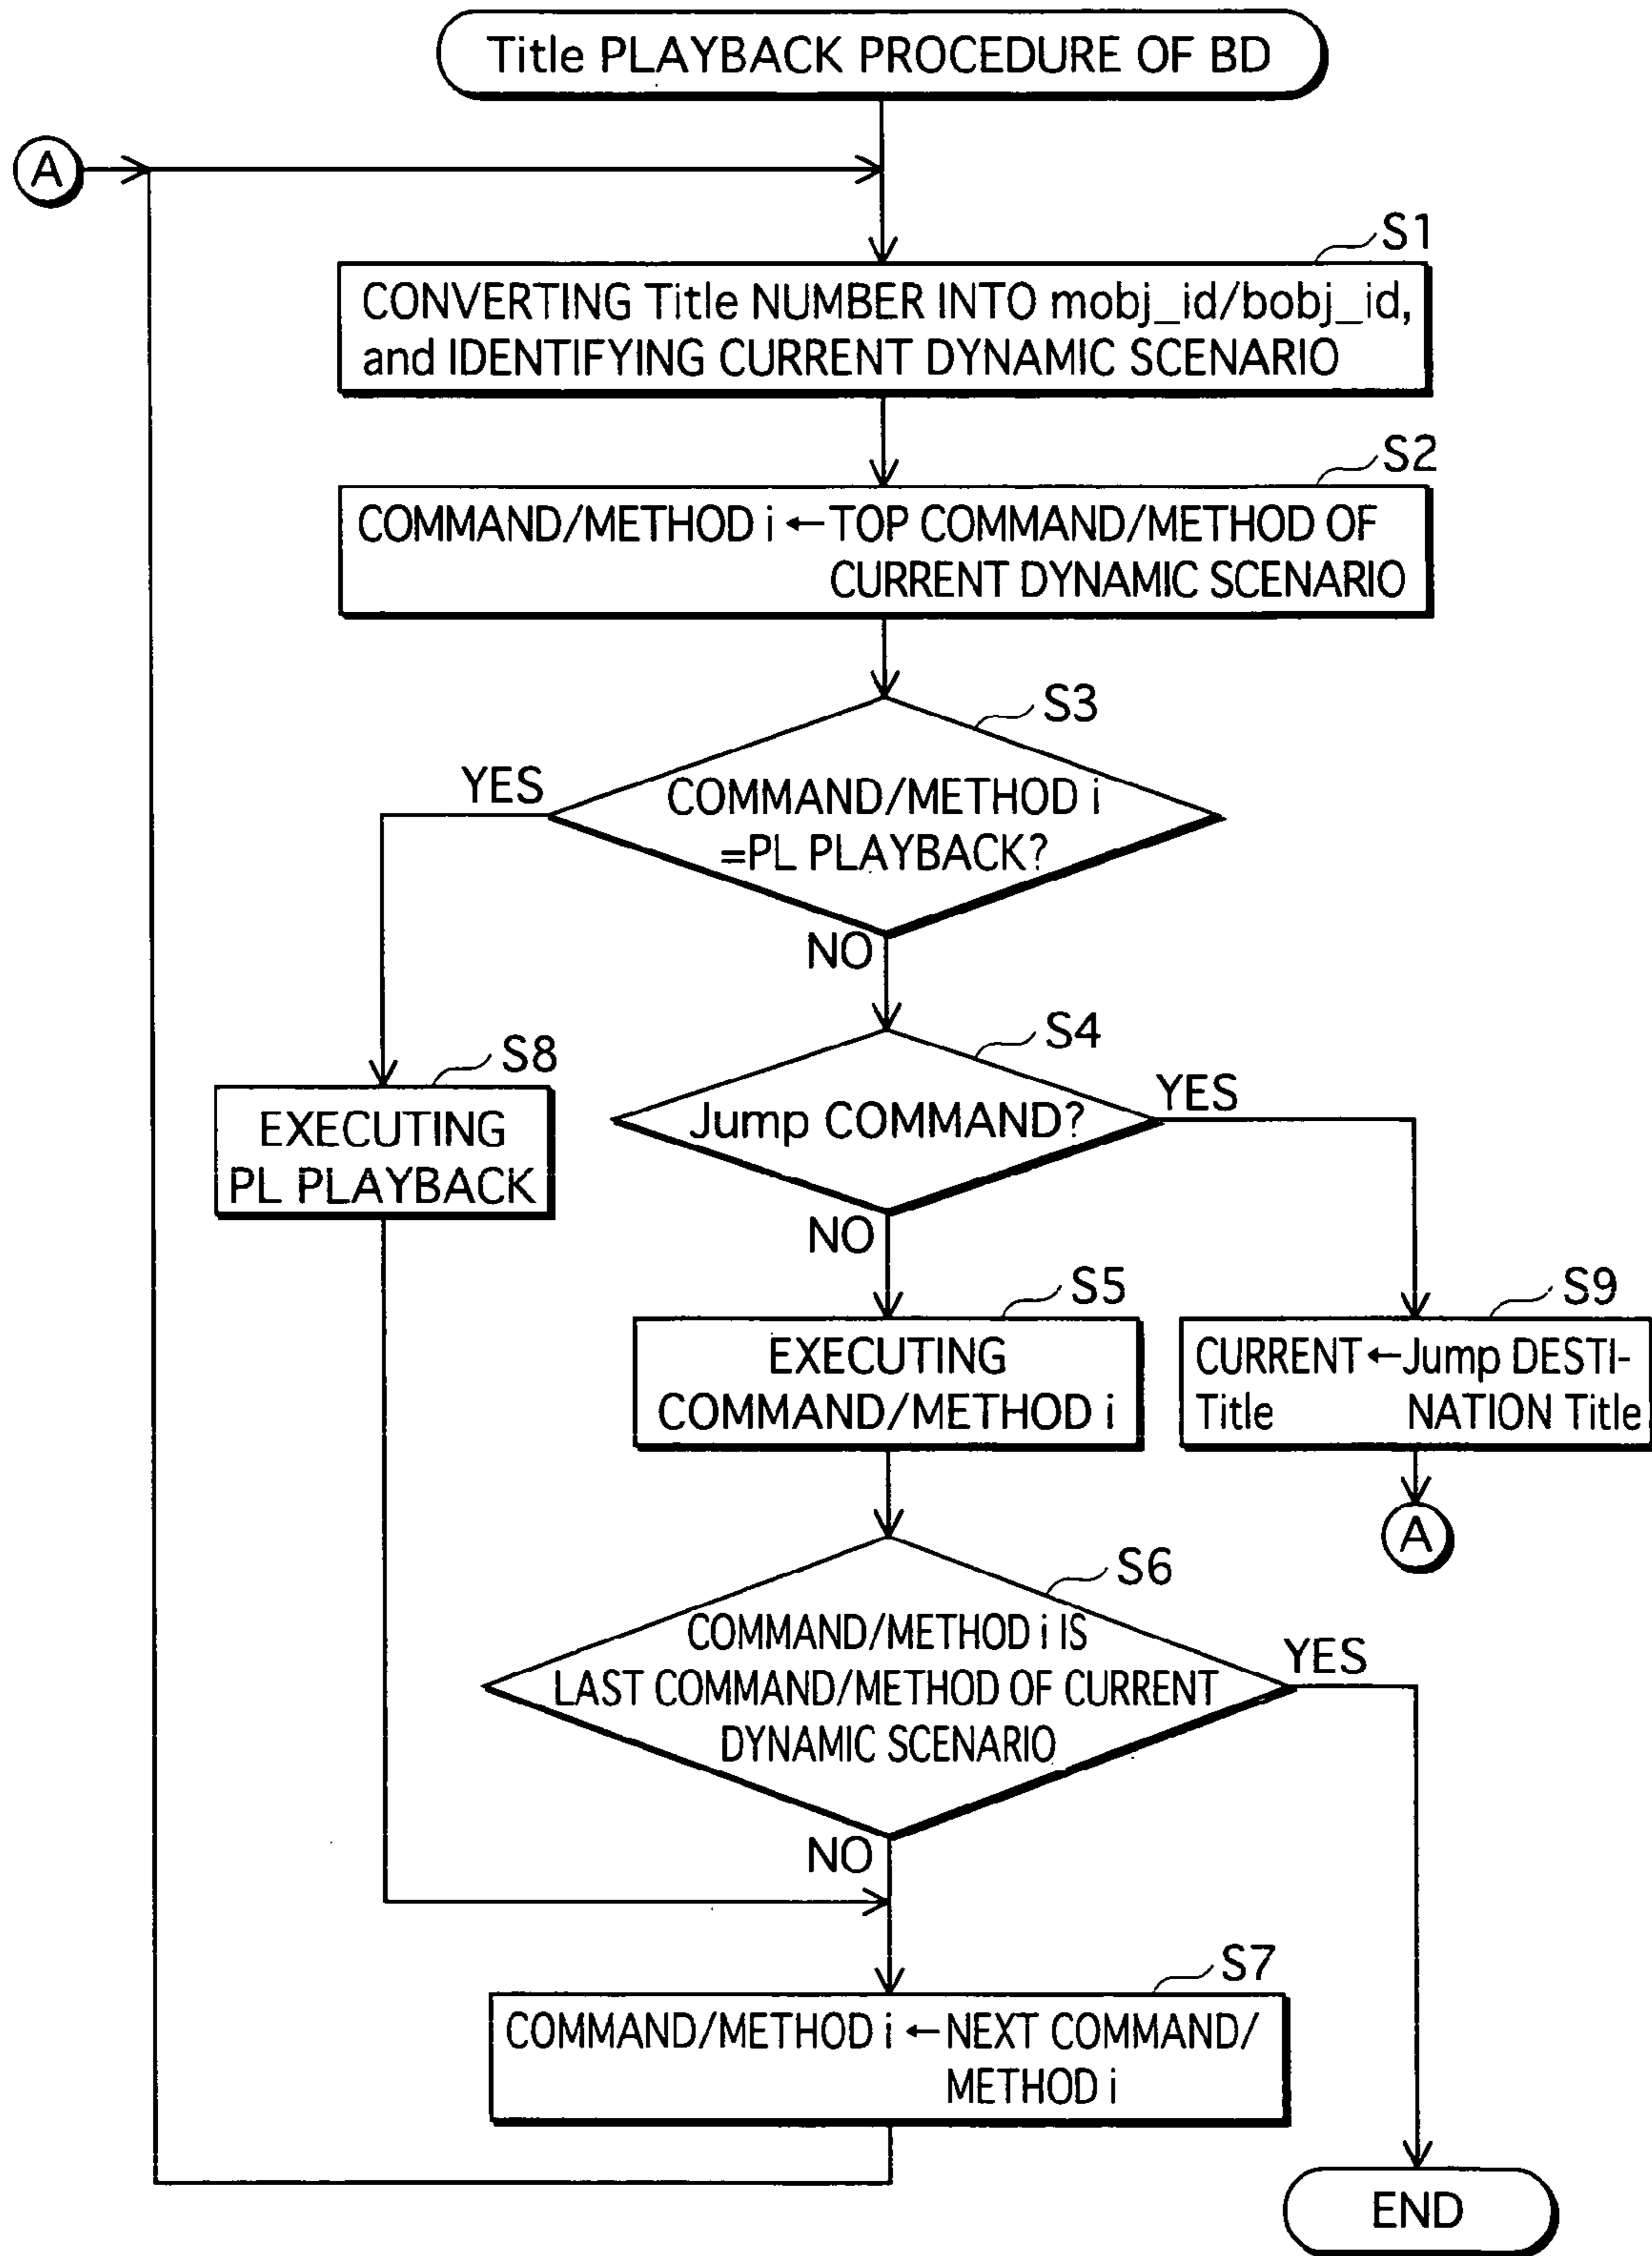 Title PLAYBACK PROCEDURE OF BD
A
S1
CONVERTING Title NUMBER INTO mobj_id/bobj_id,
and IDENTIFYING CURRENT DYNAMIC SCENARIO
S2
COMMAND/METHOD i ←TOP COMMAND/METHOD OF
CURRENT DYNAMIC SCENARIO
S3
YES
COMMAND/METHOD i
=PL PLAYBACK?
NO
S4
S8
YES
Jump COMMAND?
EXECUTING
PL PLAYBACK
NO
S5
S9
EXECUTING
COMMAND/METHOD i
CURRENT ←Jump DESTI-
Title NATION Title
A
S6
COMMAND/METHOD i IS
LAST COMMAND/METHOD OF CURRENT
DYNAMIC SCENARIO
YES
NO
S7
COMMAND/METHOD i ←NEXT COMMAND/
METHOD i
END